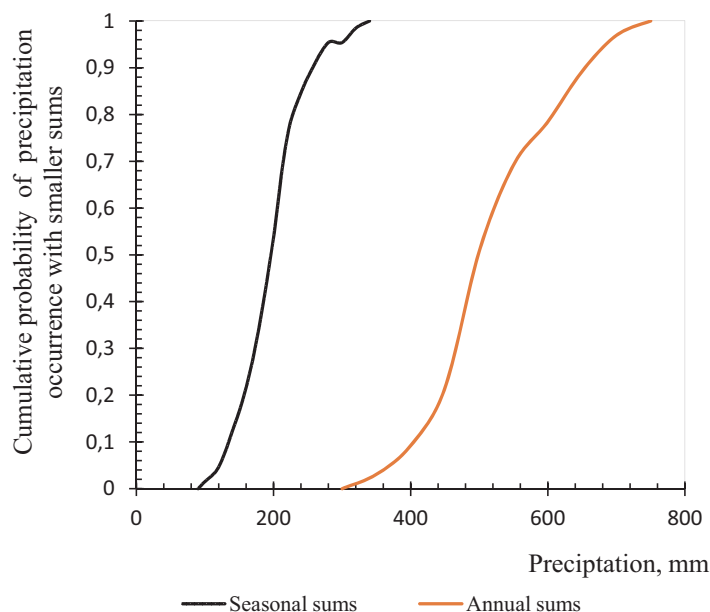 Cumulative probability of precipitation
occurrence with smaller sums
1
0,9
0,8
0,7
0,6
0,5
0,4
0,3
0,2
0,1
0
0 200 400 600 800
Preciptation, mm
Seasonal sums Annual sums